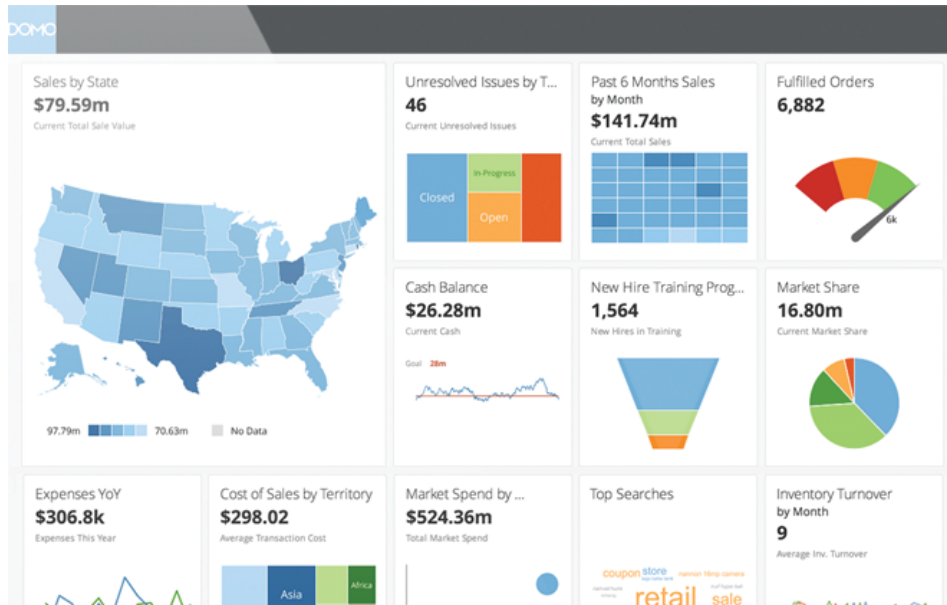 DOMO
Sales by State
$79.59m
Current Total Sale Value
97.79m
70.63m
No Data
Unresolved Issues by T...
46
Current Unresolved Issues
Closed
In-Progress
Open
Past 6 Months Sales
by Month
$141.74m
Current Total Sales
Fulfilled Orders
6,882
6k
Cash Balance
$26.28m
Current Cash
Goal 28m
New Hire Training Prog...
1,564
New Hires in Training
Market Share
16.80m
Current Market Share
Expenses YoY
$306.8k
Expenses This Year
Cost of Sales by Territory
$298.02
Average Transaction Cost
Asia
Africa
Market Spend by ...
$524.36m
Total Market Spend
Top Searches
coupon store
retail sale
Inventory Turnover
by Month
9
Average Inv. Turnover